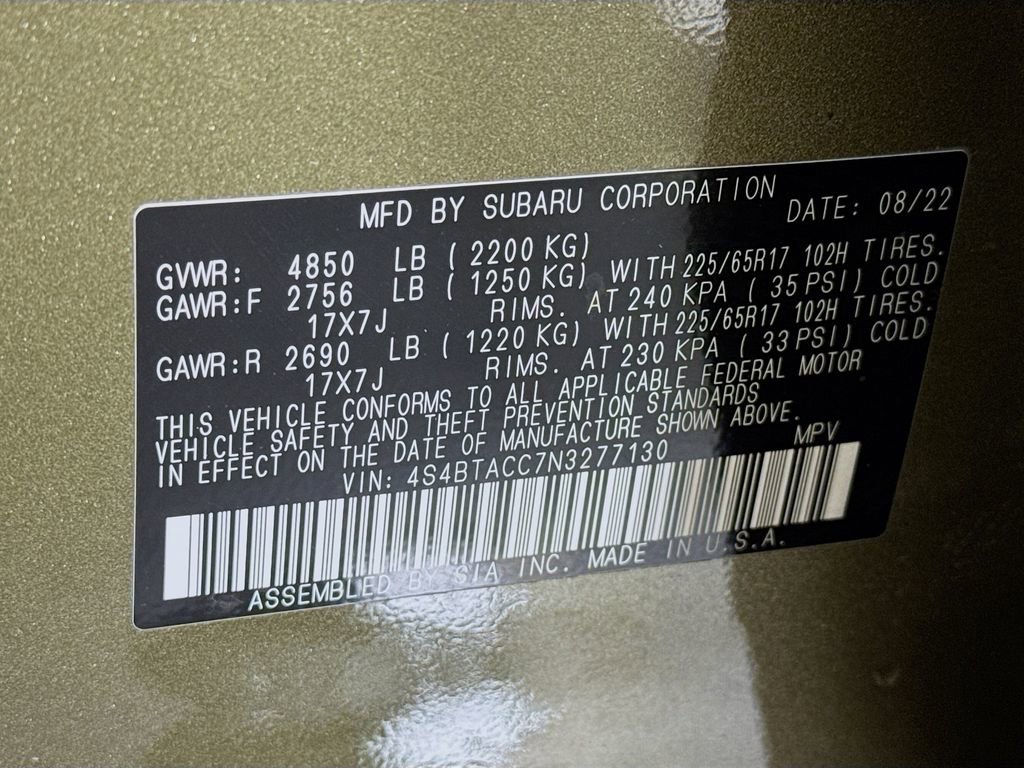 MFD BY SUBARU CORPORATION DATE: 08/22
GVWR: 4850 LB ( 2200 KG)
GAWR:F 2756 LB ( 1250 KG) WITH 225/65R17 102H TIRES.
17X7J RIMS. AT 240 KPA ( 35 PSI) COLD
GAWR:R 2690 LB ( 1220 KG) WITH 225/65R17 102H TIRES.
17X7J RIMS. AT 230 KPA ( 33 PSI) COLD
THIS VEHICLE CONFORMS TO ALL APPLICABLE FEDERAL MOTOR
VEHICLE SAFETY AND THEFT PREVENTION STANDARDS
IN EFFECT ON THE DATE OF MANUFACTURE SHOWN ABOVE.
VIN: 4S4BTACC7N3277130 MPV
ASSEMBLED BY SIA INC. MADE IN U.S.A.